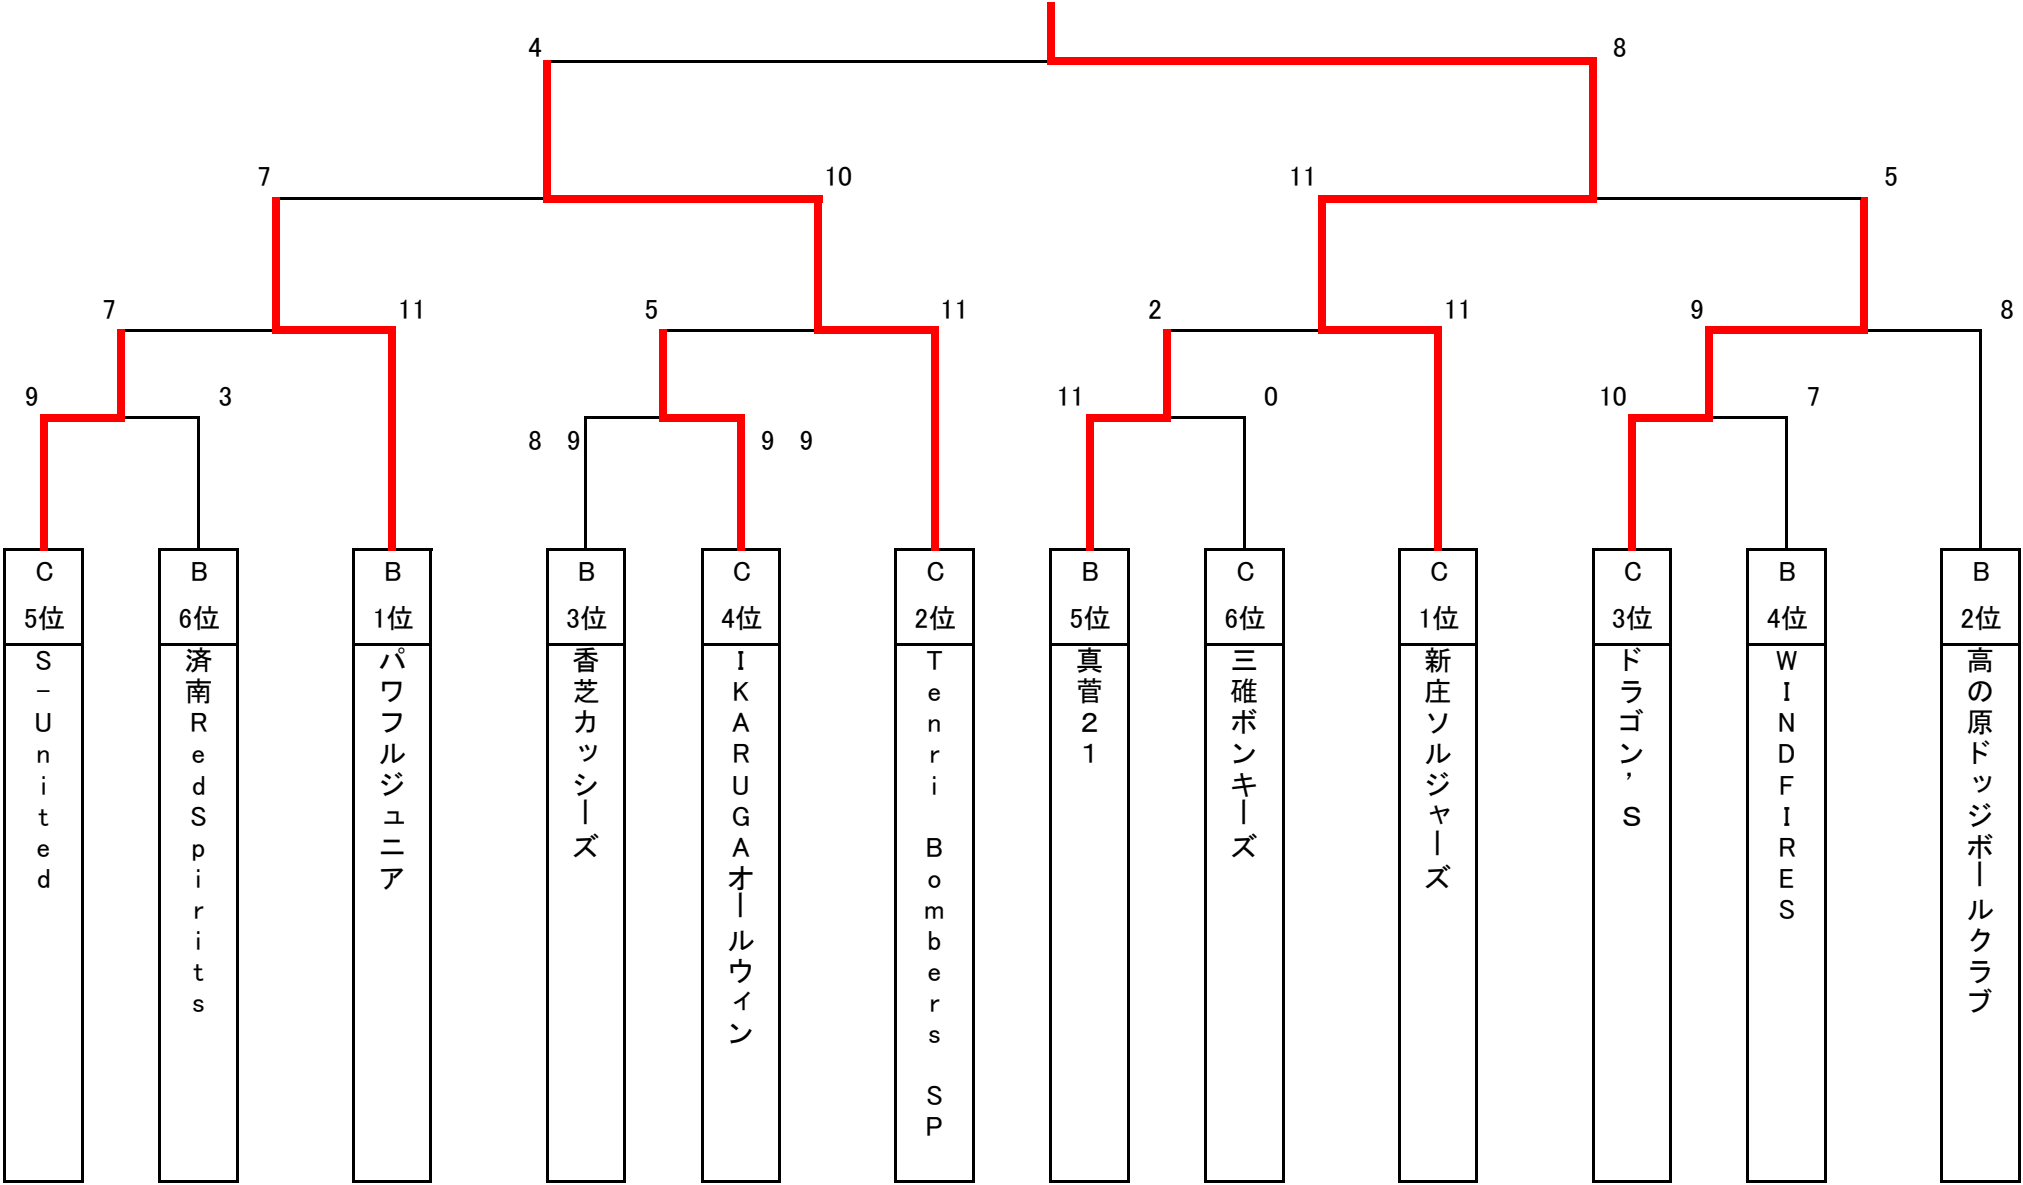 4 8
7 10 11 5
7 11 5 11 2 11 9 8
9 3 11 0 10 7
8 9 9 9
C B B B C C B C C C B B
5位 6位 1位 3位 4位 2位 5位 6位 1位 3位 4位 2位
S-United
済南RedSpirits
パワフルジュニア
香芝カッシーズ
IKARUGAオールウィン
Tenri Bombers SP
真菅21
三碓ボンキーズ
新庄ソルジャーズ
ドラゴン’S
WINDFIRES
高の原ドッジボールクラブ